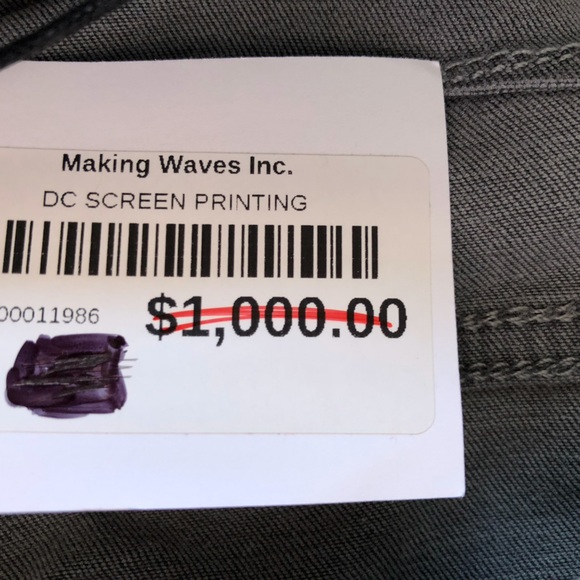 Making Waves Inc.
DC SCREEN PRINTING
00011986
$1,000.00